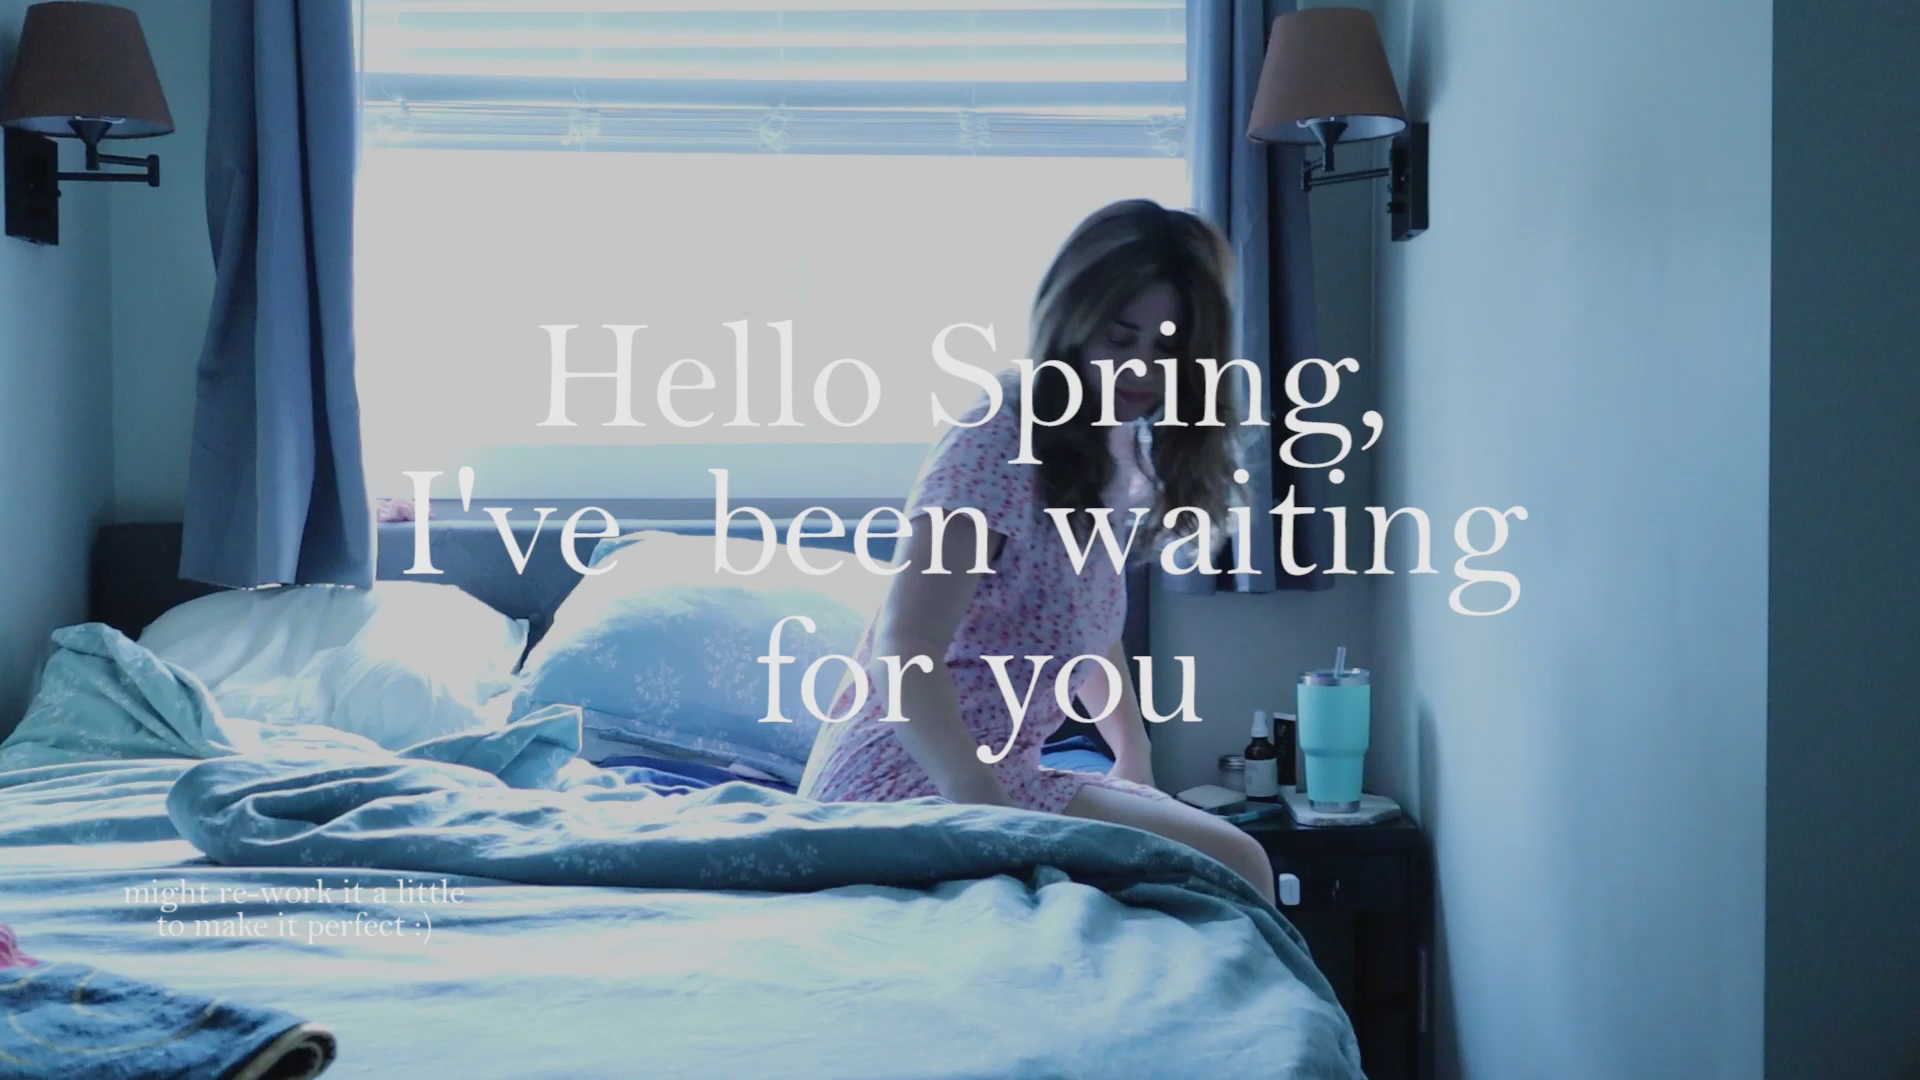 Hello Spring,
I've been waiting
for you
might re-work it a little
to make it perfect :)